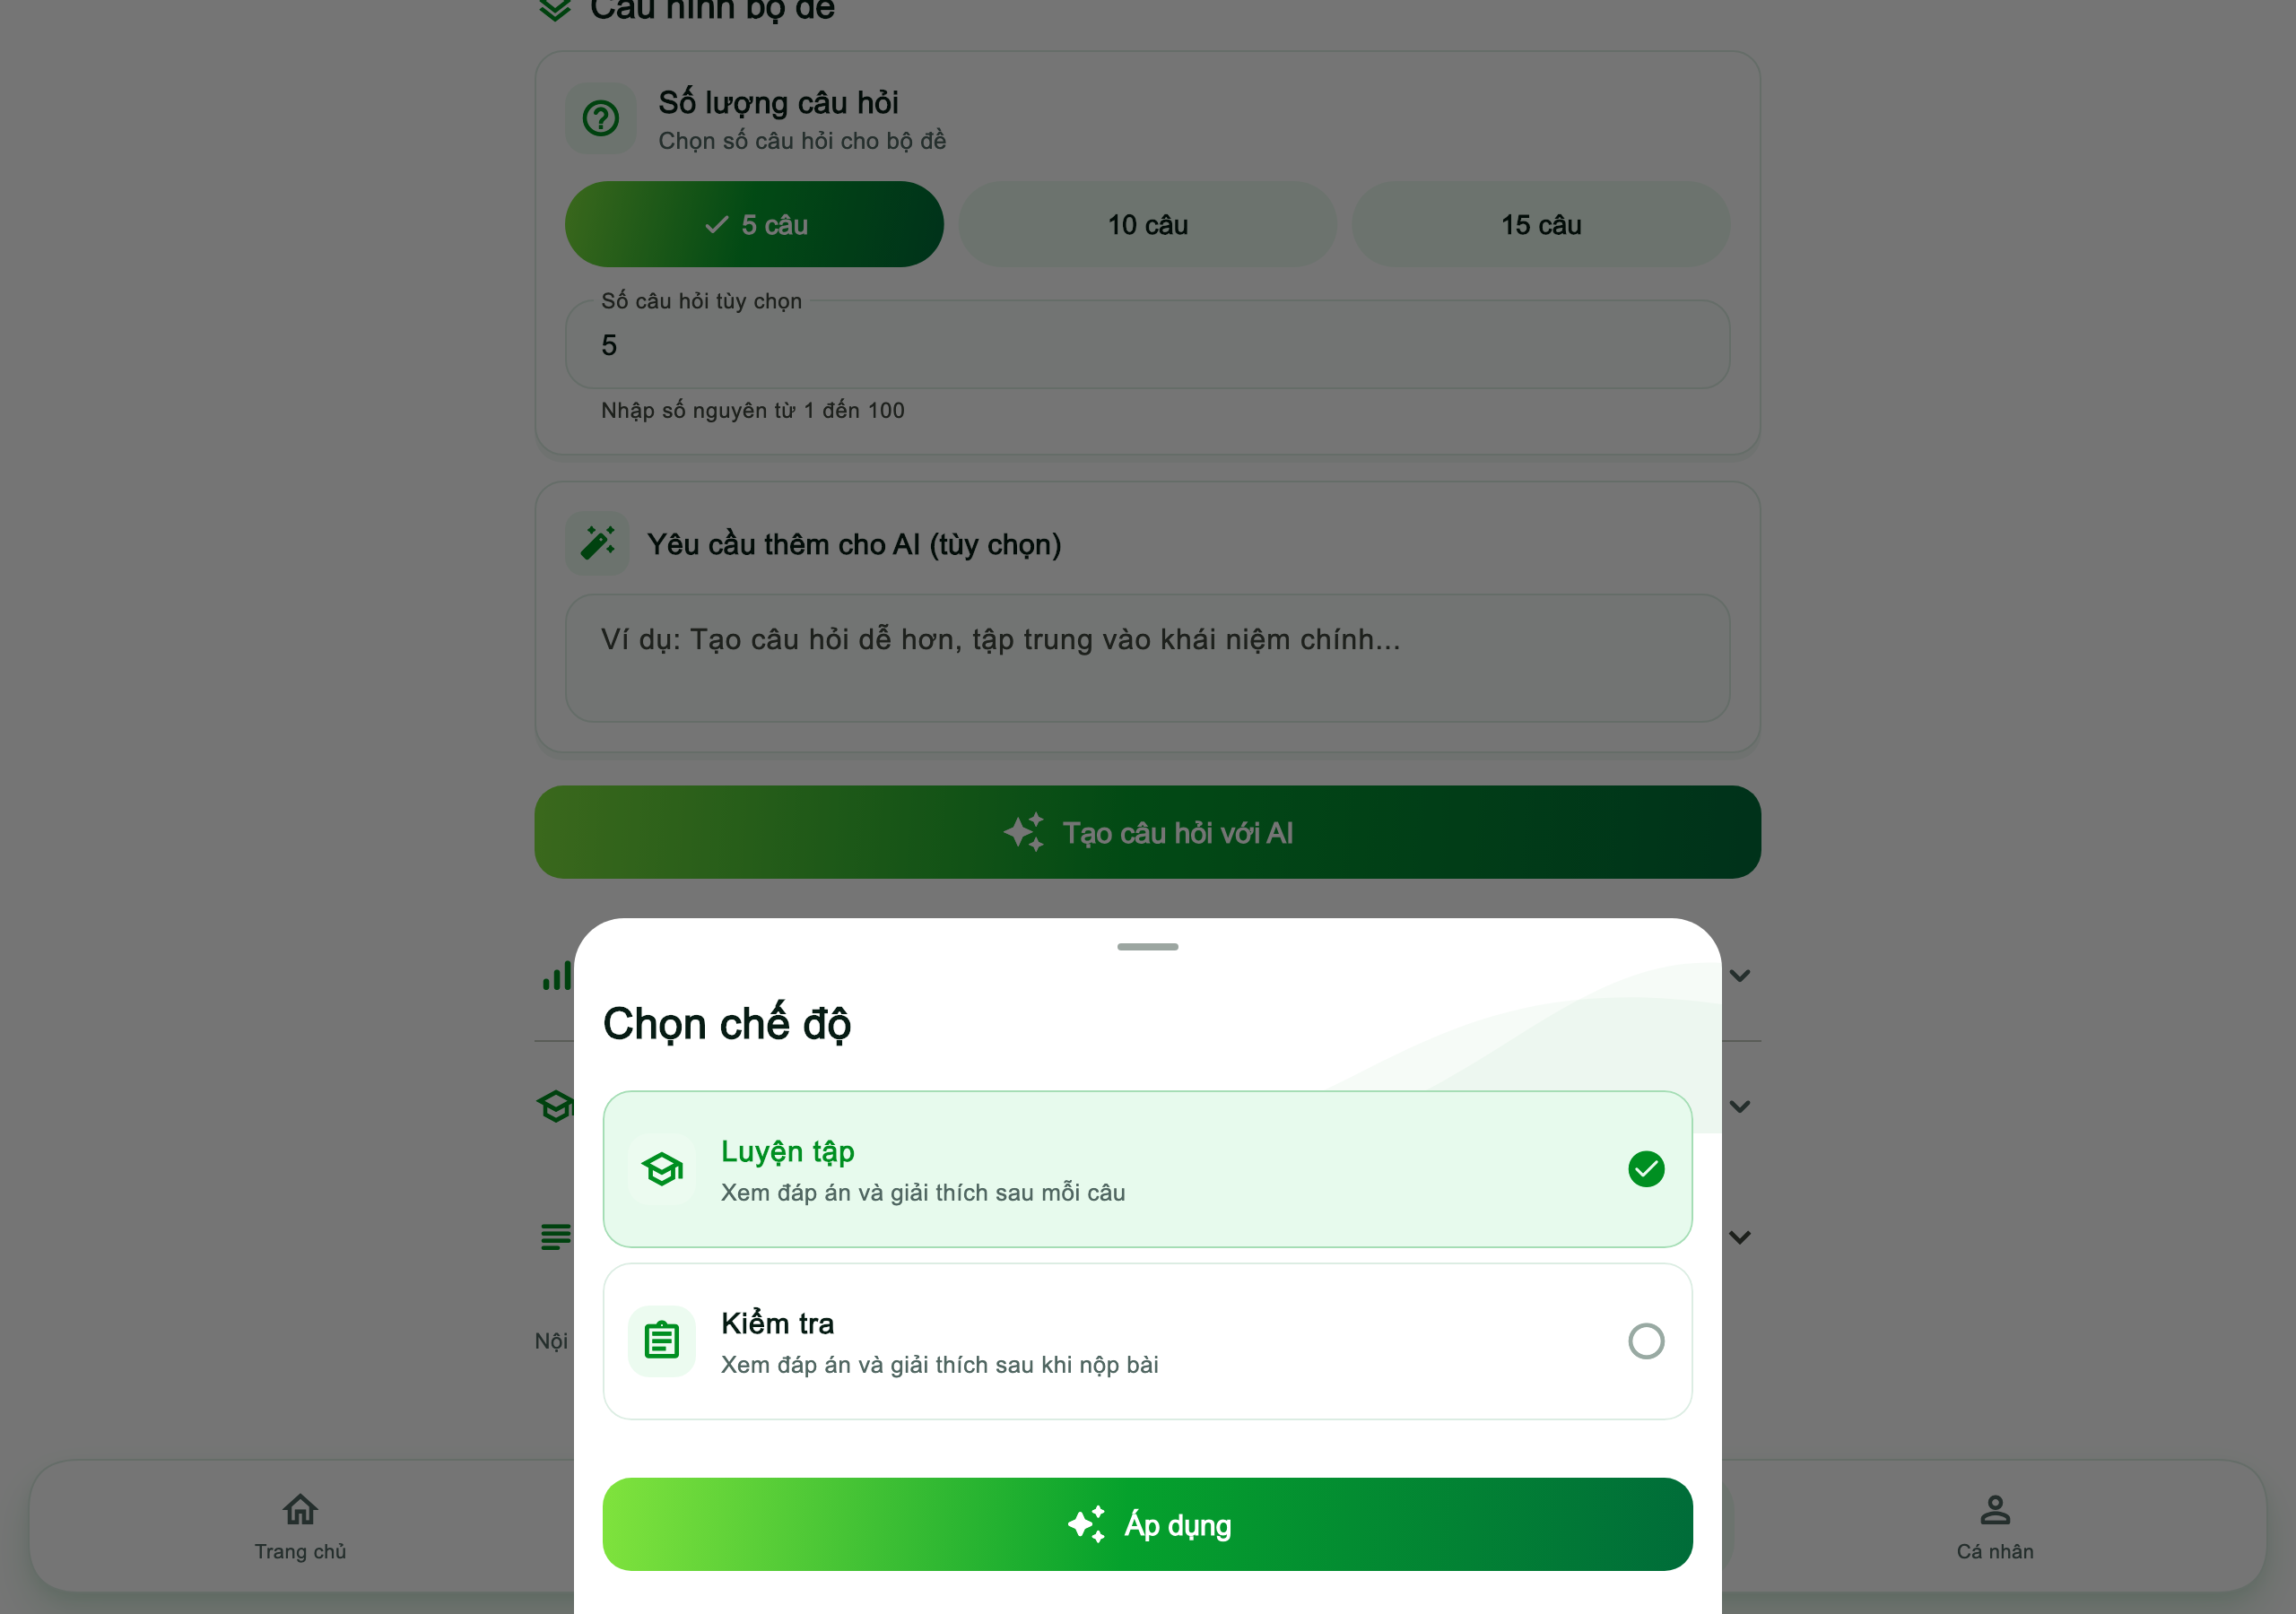 Cấu hình bộ đề
Số lượng câu hỏi
Chọn số câu hỏi cho bộ đề
5 câu
10 câu
15 câu
Số câu hỏi tùy chọn
5
Nhập số nguyên từ 1 đến 100
Yêu cầu thêm cho AI (tùy chọn)
Ví dụ: Tạo câu hỏi dễ hơn, tập trung vào khái niệm chính...
Tạo câu hỏi với AI
Chọn chế độ
Luyện tập
Xem đáp án và giải thích sau mỗi câu
Kiểm tra
Xem đáp án và giải thích sau khi nộp bài
Nội
Áp dụng
Trang chủ
Cá nhân